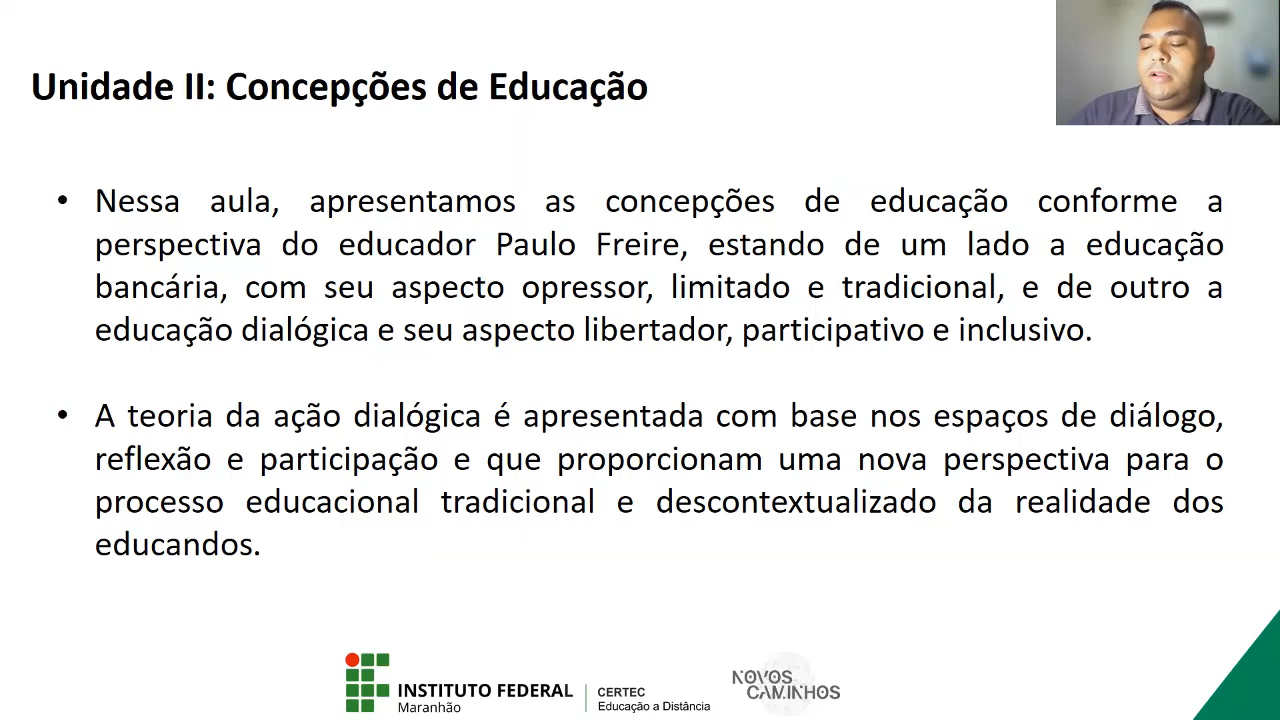 Unidade II: Concepções de Educação
• Nessa aula, apresentamos as concepções de educação conforme a
perspectiva do educador Paulo Freire, estando de um lado a educação
bancária, com seu aspecto opressor, limitado e tradicional, e de outro a
educação dialógica e seu aspecto libertador, participativo e inclusivo.
• A teoria da ação dialógica é apresentada com base nos espaços de diálogo,
reflexão e participação e que proporcionam uma nova perspectiva para o
processo educacional tradicional e descontextualizado da realidade dos
educandos.
INSTITUTO FEDERAL
Maranhão
CERTEC
Educação a Distância
NOVOS
CAMINHOS